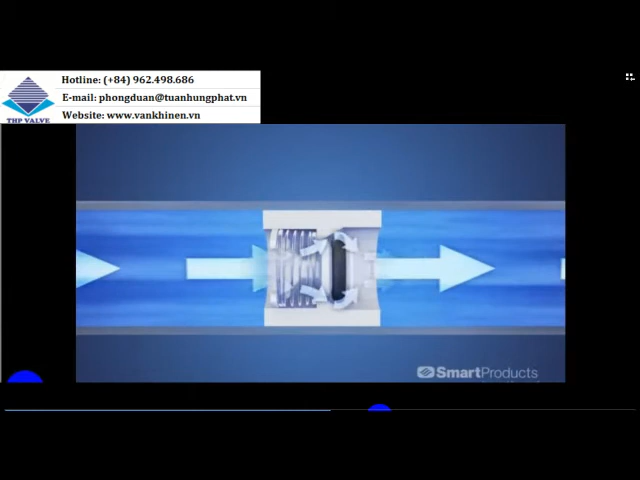 Hotline: (+84) 962.498.686
E-mail: phongduan@tuanhungphat.vn
THP VALVE
Website: www.vankhinen.vn
SmartProducts